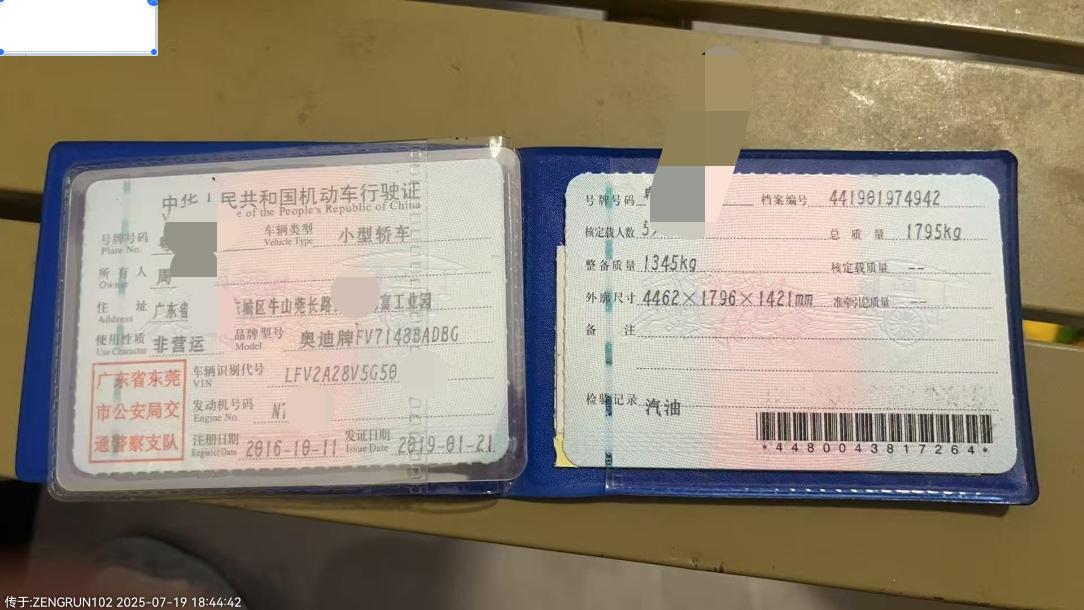 中华人民共和国机动车行驶证
e of the People's Republic of China
号牌号码
Plate No.
车辆类型 小型轿车
Vehicle Type
所有人 周
Owner
住址 广东省 城区牛山莞长路 富工业园
Address
使用性质 非营运
Use Character
品牌型号 奥迪牌FV7148BADBG
Model
广东省东莞
市公安局交
通警察支队
车辆识别代号 LFV2A28V5G50
VIN
发动机号码
Engine No.
注册日期 2016-10-11
Register Date
发证日期 2019-01-21
Issue Date
号牌号码
档案编号 441901974942
核定载人数 5
总质量 1795kg
整备质量 1345kg
核定载质量 --
外廓尺寸 4462×1796×1421mm
准牵引总质量 --
备注
检验记录 汽油
*4480043817264*
传于:ZENGRUN102 2025-07-19 18:44:42